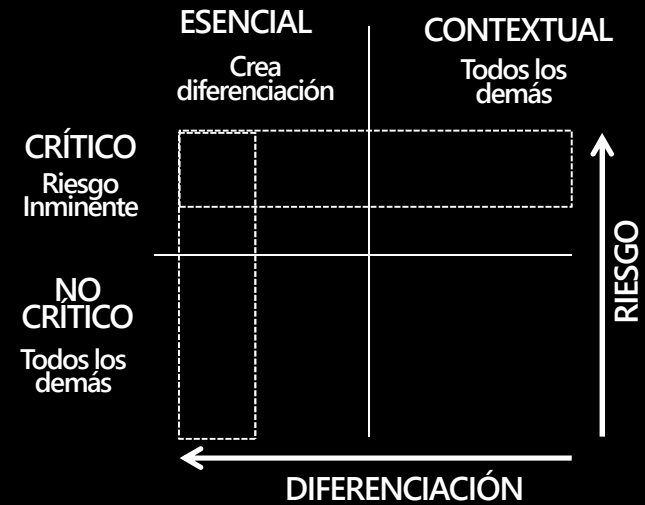 ESENCIAL
Crea
diferenciación
CONTEXTUAL
Todos los
demás
CRÍTICO
Riesgo
Inminente
NO
CRÍTICO
Todos los
demás
RIESGO
DIFERENCIACIÓN